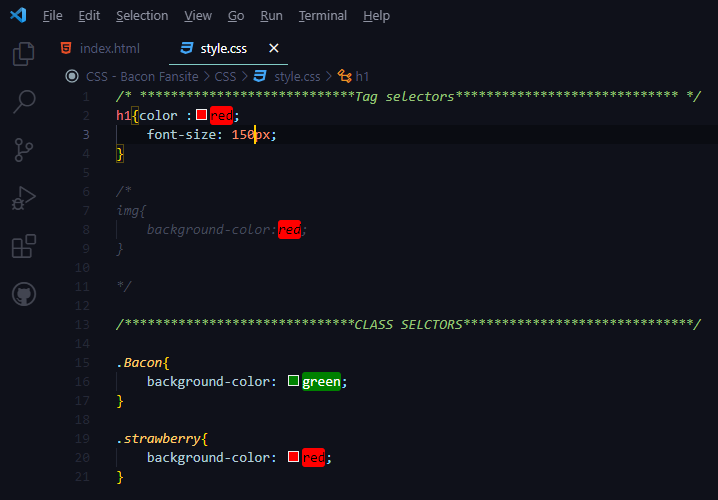 File Edit Selection View Go Run Terminal Help
index.html style.css ×
CSS - Bacon Fansite > CSS > style.css > h1
1 /* ****************************Tag selectors***************************** */
2 h1{color :red;
3 font-size: 150px;
4 }
5
6 /*
7 img{
8 background-color:red;
9 }
10
11 */
12
13 /******************************CLASS SELCTORS******************************/
14
15 .Bacon{
16 background-color: green;
17 }
18
19 .strawberry{
20 background-color: red;
21 }